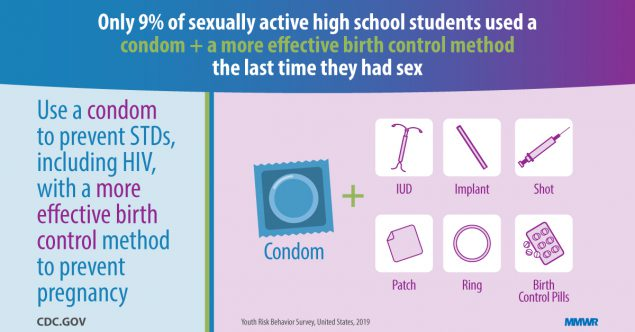 Only 9% of sexually active high school students used a
condom + a more effective birth control method
the last time they had sex
Use a condom
to prevent STDs,
including HIV,
with a more
effective birth
control method
to prevent
pregnancy
CDC.GOV
Condom
+
IUD
Implant
Shot
Patch
Ring
Birth
Control Pills
Youth Risk Behavior Survey, United States, 2019
MMWR